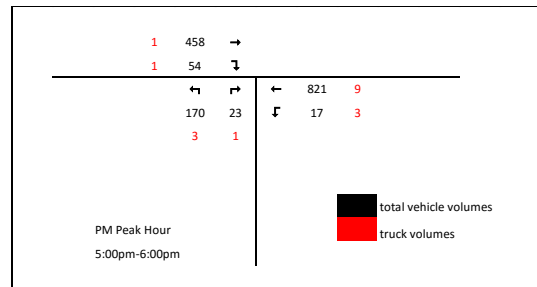 1 458 →
1 54 ↴
↰ ↱ ← 821 9
170 23 ↓ 17 3
3 1
total vehicle volumes
truck volumes
PM Peak Hour
5:00pm-6:00pm